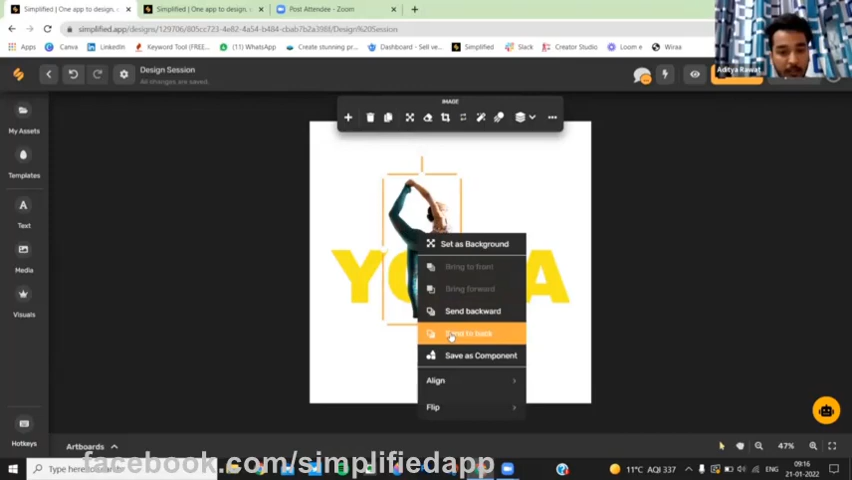 Simplified | One app to design, c
Simplified | One app to design, c
Post Attendee - Zoom
simplified.app/designs/129706/805cc723-4e82-4a54-b484-cbab7b2a396f/Design%20Session
Apps
Canva
LinkedIn
Keyword Tool (FREE)
(11) WhatsApp
Create stunning pr
Dashboard - Sell ve
Simplified
Slack
Creator Studio
Loom
Wiraa
Aditya Rawat
Design Session
All changes are saved.
IMAGE
My Assets
Templates
Text
Media
Visuals
Hotkeys
YO A
Set as Background
Bring to front
Bring forward
Send backward
Send to back
Save as Component
Align
Flip
Artboards
47%
Type here to search
facebook.com/simplifiedapp
11°C AQI 337
ENG
09:16
21-01-2022